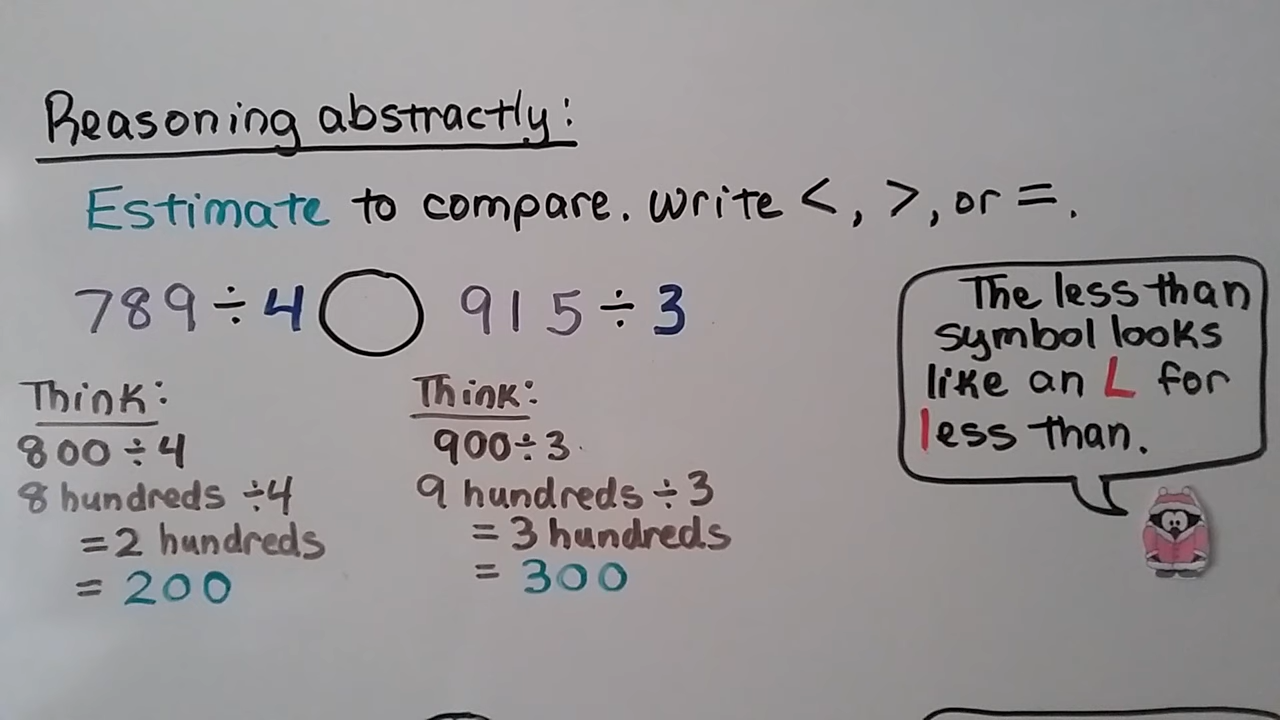 Reasoning abstractly:
Estimate to compare. Write <, >, or =.
789 ÷ 4 ◯ 915 ÷ 3
Think:
800 ÷ 4
8 hundreds ÷4
= 2 hundreds
= 200
Think:
900 ÷ 3
9 hundreds ÷ 3
= 3 hundreds
= 300
The less than
symbol looks
like an L for
less than.